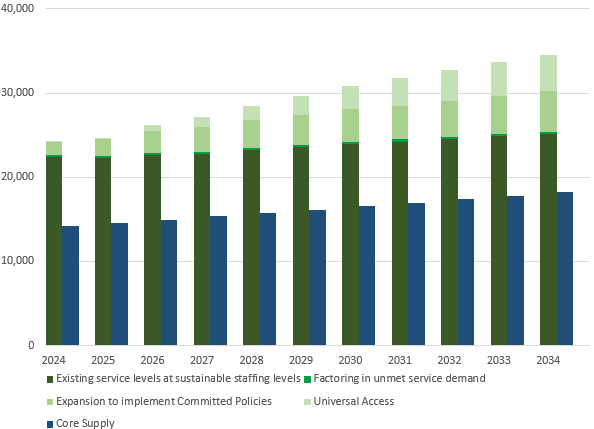 40,000
30,000
20,000
10,000
0
2024 2025 2026 2027 2028 2029 2030 2031 2032 2033 2034
Existing service levels at sustainable staffing levels Factoring in unmet service demand
Expansion to implement Committed Policies Universal Access
Core Supply